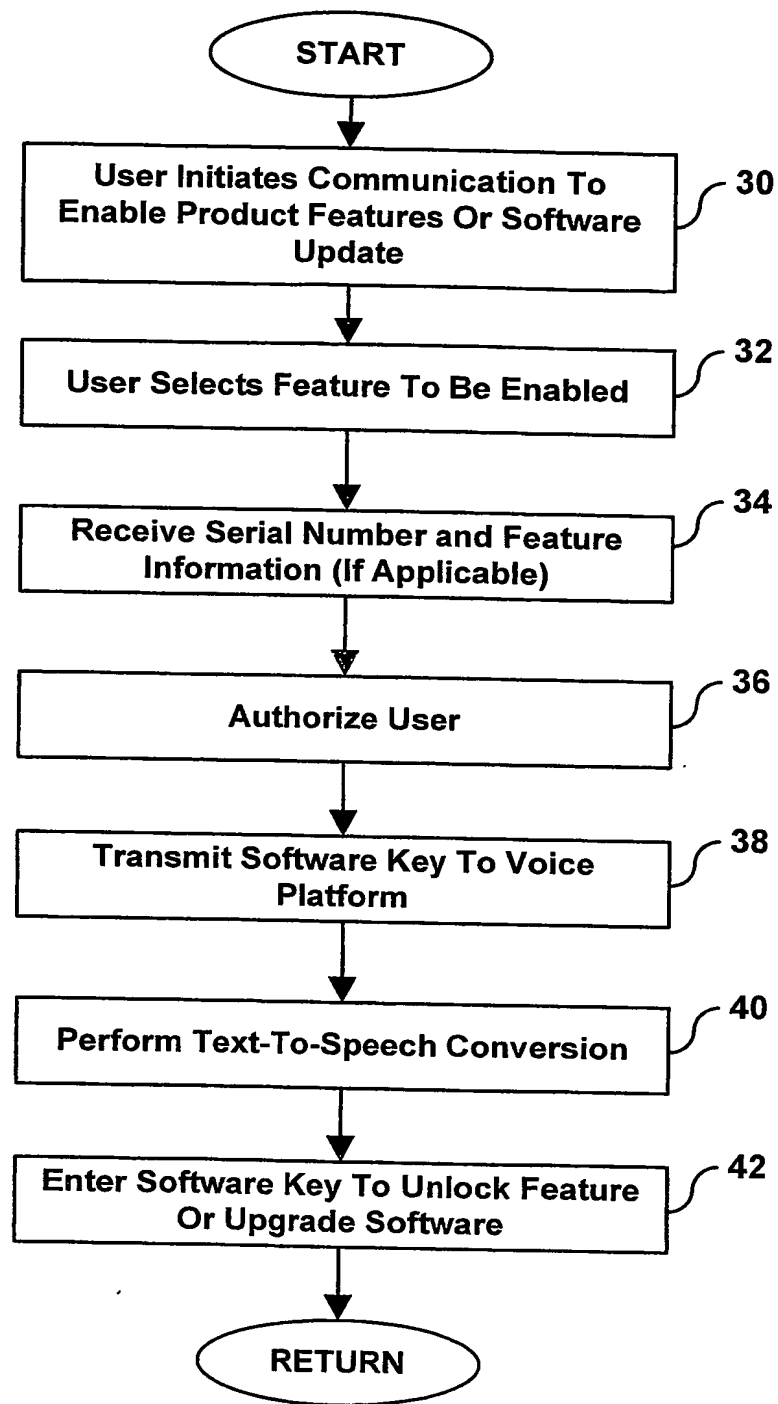 START
User Initiates Communication To
Enable Product Features Or Software
Update
30
User Selects Feature To Be Enabled
32
Receive Serial Number and Feature
Information (If Applicable)
34
Authorize User
36
Transmit Software Key To Voice
Platform
38
Perform Text-To-Speech Conversion
40
Enter Software Key To Unlock Feature
Or Upgrade Software
42
RETURN